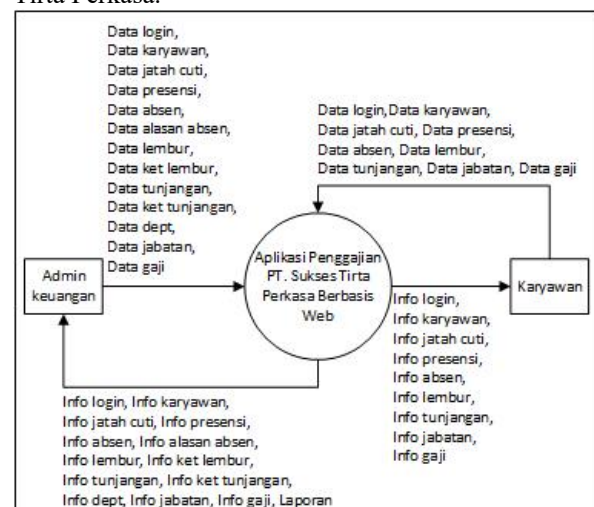 Tirta Perkasa.
Data login,
Data karyawan,
Data jatah cuti,
Data presensi,
Data absen,
Data alasan absen,
Data lembur,
Data ket lembur,
Data tunjangan,
Data ket tunjangan,
Data dept,
Data jabatan,
Data gaji
Data login,Data karyawan,
Data jatah cuti, Data presensi,
Data absen, Data lembur,
Data tunjangan, Data jabatan, Data gaji
Admin
keuangan
Aplikasi Penggajian
PT. Sukses Tirta
Perkasa Berbasis
Web
Karyawan
Info login,
Info karyawan,
Info jatah cuti,
Info presensi,
Info absen,
Info lembur,
Info tunjangan,
Info jabatan,
Info gaji
Info login, Info karyawan,
Info jatah cuti, Info presensi,
Info absen, Info alasan absen,
Info lembur, Info ket lembur,
Info tunjangan, Info ket tunjangan,
Info dept, Info jabatan, Info gaji, Laporan